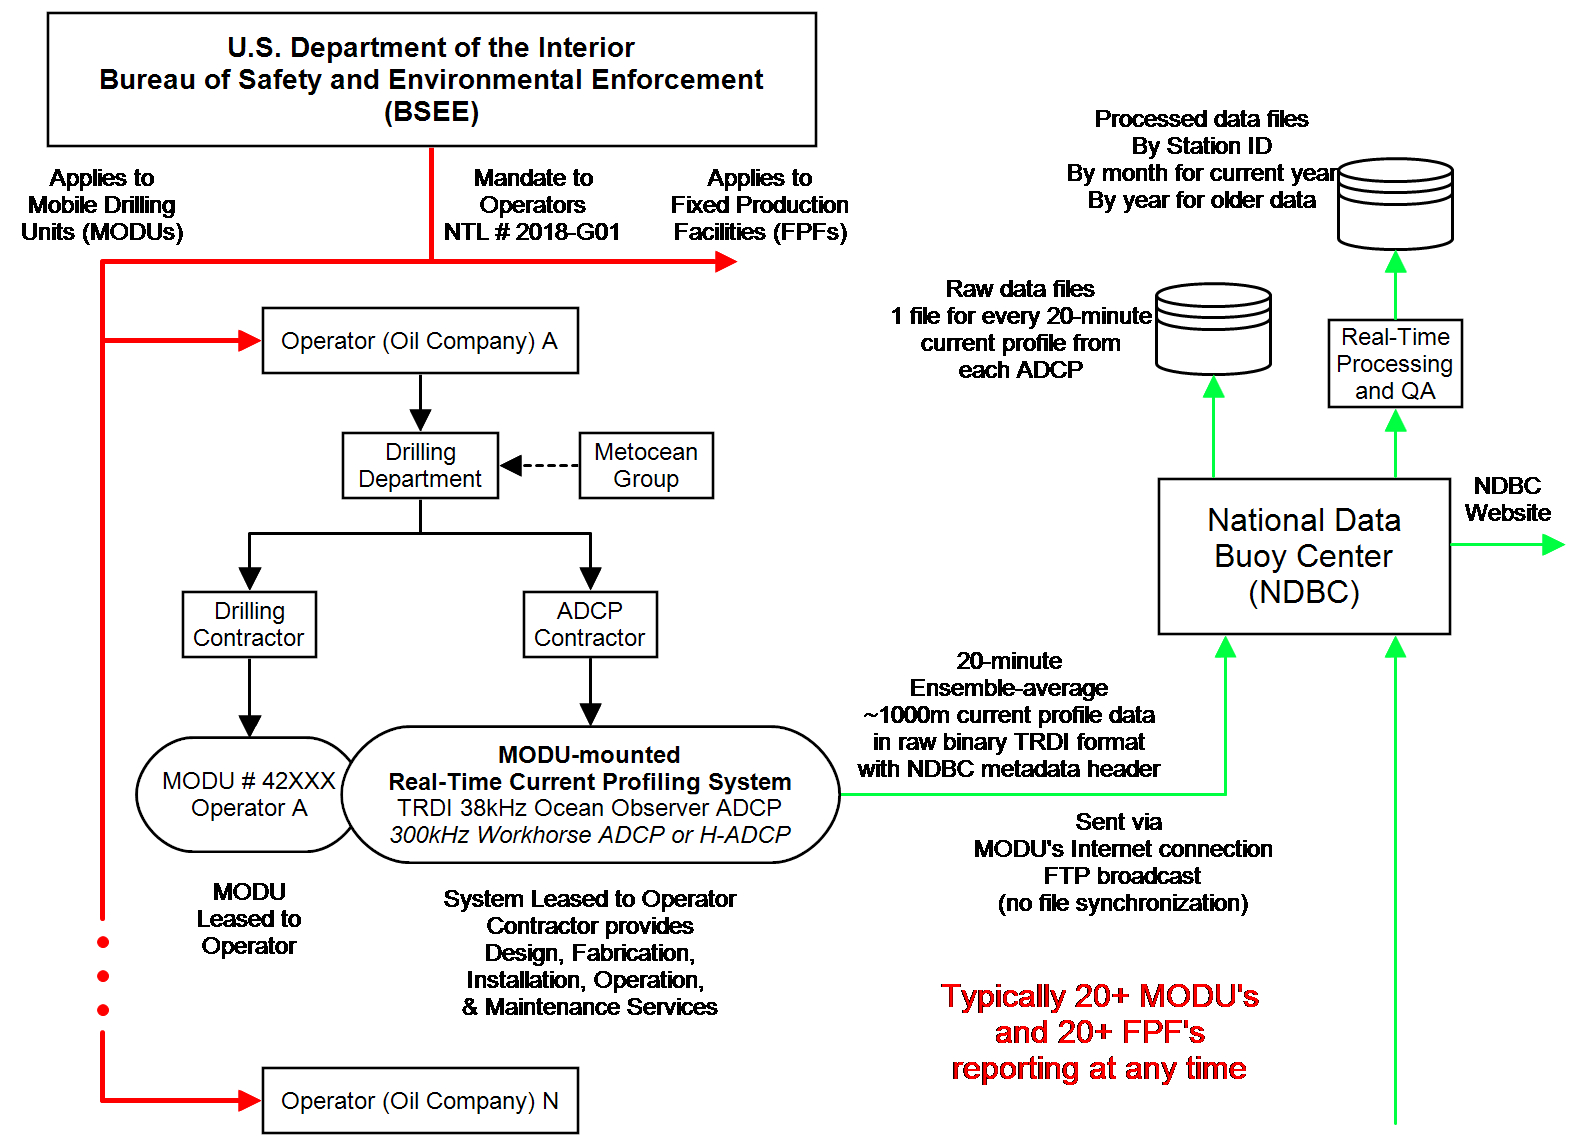 U.S. Department of the Interior
Bureau of Safety and Environmental Enforcement
(BSEE)
Applies to
Mobile Drilling
Units (MODUs)
Mandate to
Operators
NTL # 2018-G01
Applies to
Fixed Production
Facilities (FPFs)
Operator (Oil Company) A
Drilling
Department
Metocean
Group
Drilling
Contractor
ADCP
Contractor
MODU # 42XXX
Operator A
MODU-mounted
Real-Time Current Profiling System
TRDI 38kHz Ocean Observer ADCP
300kHz Workhorse ADCP or H-ADCP
MODU
Leased to
Operator
System Leased to Operator
Contractor provides
Design, Fabrication,
Installation, Operation,
& Maintenance Services
Operator (Oil Company) N
Processed data files
By Station ID
By month for current year
By year for older data
Raw data files
1 file for every 20-minute
current profile from
each ADCP
Real-Time
Processing
and QA
National Data
Buoy Center
(NDBC)
NDBC
Website
20-minute
Ensemble-average
~1000m current profile data
in raw binary TRDI format
with NDBC metadata header
Sent via
MODU's Internet connection
FTP broadcast
(no file synchronization)
Typically 20+ MODU's
and 20+ FPF's
reporting at any time